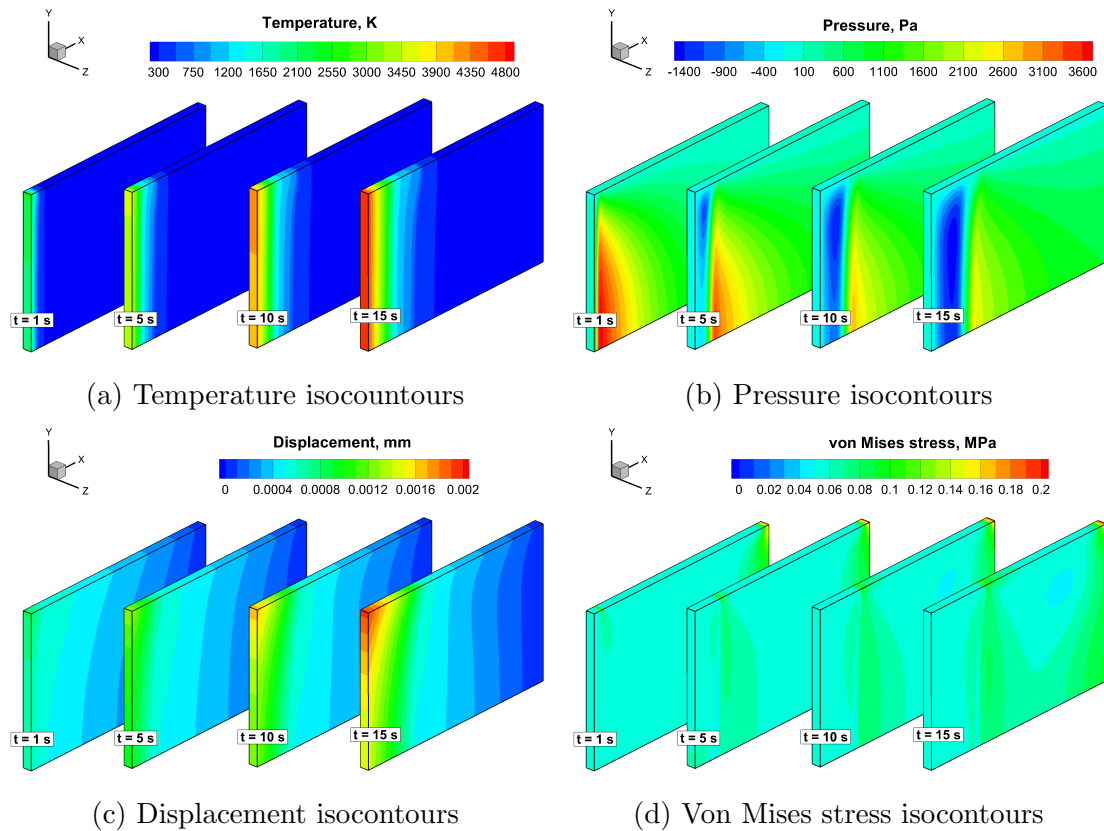 Temperature, K
Y
X
Z
300 750 1200 1650 2100 2550 3000 3450 3900 4350 4800
t = 1 s
t = 5 s
t = 10 s
t = 15 s
(a) Temperature isocountours
Pressure, Pa
Y
X
Z
-1400 -900 -400 100 600 1100 1600 2100 2600 3100 3600
t = 1 s
t = 5 s
t = 10 s
t = 15 s
(b) Pressure isocontours
Displacement, mm
Y
X
Z
0 0.0004 0.0008 0.0012 0.0016 0.002
t = 1 s
t = 5 s
t = 10 s
t = 15 s
(c) Displacement isocontours
von Mises stress, MPa
Y
X
Z
0 0.02 0.04 0.06 0.08 0.1 0.12 0.14 0.16 0.18 0.2
t = 1 s
t = 5 s
t = 10 s
t = 15 s
(d) Von Mises stress isocontours